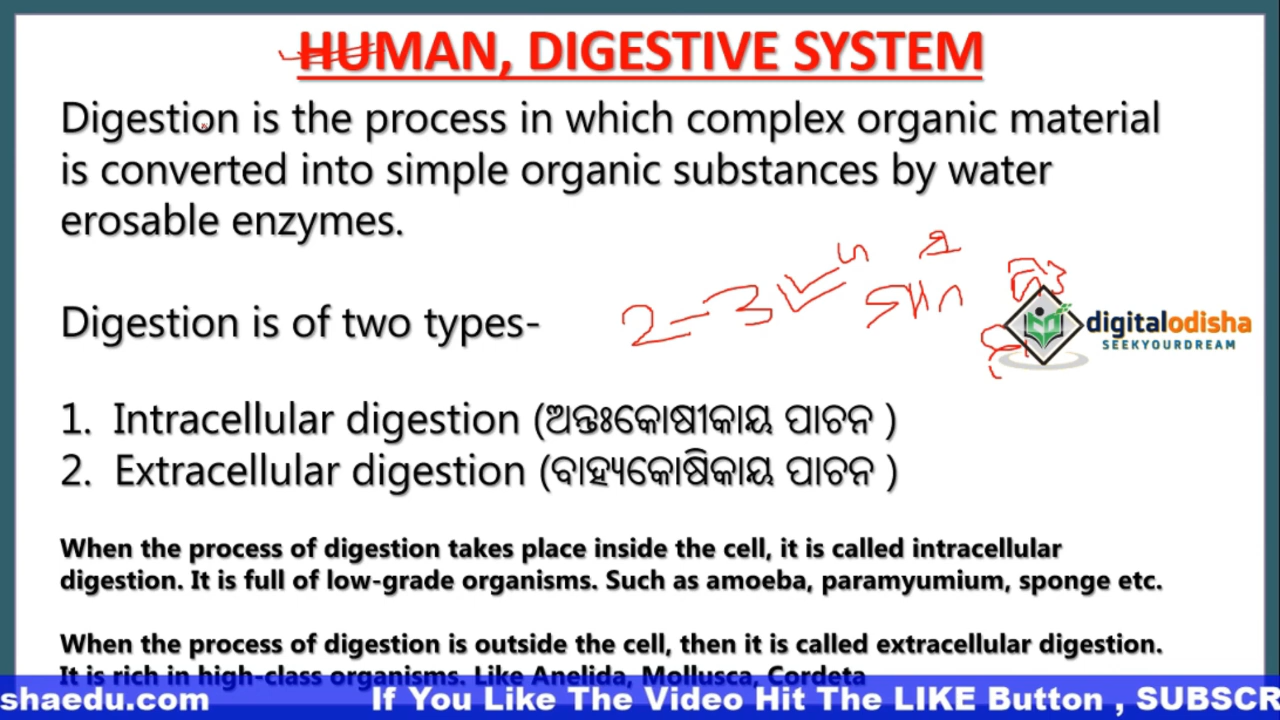 HUMAN, DIGESTIVE SYSTEM
Digestion is the process in which complex organic material
is converted into simple organic substances by water
erosable enzymes.
2 - 3
Digestion is of two types-
digitalodisha
SEEKYOURDREAM
1. Intracellular digestion (ଅନ୍ତଃକୋଷୀକାୟ ପାଚନ )
2. Extracellular digestion (ବାହ୍ୟକୋଷିକାୟ ପାଚନ )
When the process of digestion takes place inside the cell, it is called intracellular
digestion. It is full of low-grade organisms. Such as amoeba, paramyumium, sponge etc.
When the process of digestion is outside the cell, then it is called extracellular digestion.
It is rich in high-class organisms. Like Anelida, Mollusca, Cordeta
shaedu.com If You Like The Video Hit The LIKE Button , SUBSCR